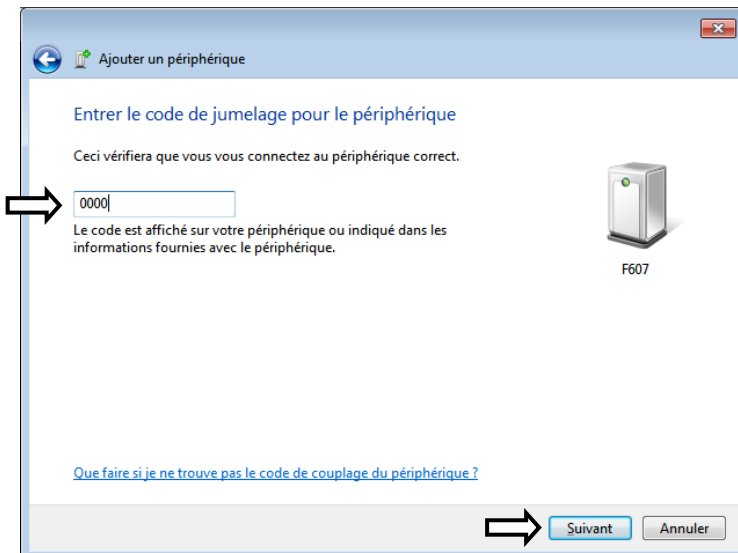 Ajouter un périphérique
Entrer le code de jumelage pour le périphérique
Ceci vérifiera que vous vous connectez au périphérique correct.
0000
Le code est affiché sur votre périphérique ou indiqué dans les
informations fournies avec le périphérique.
F607
Que faire si je ne trouve pas le code de couplage du périphérique ?
Suivant
Annuler